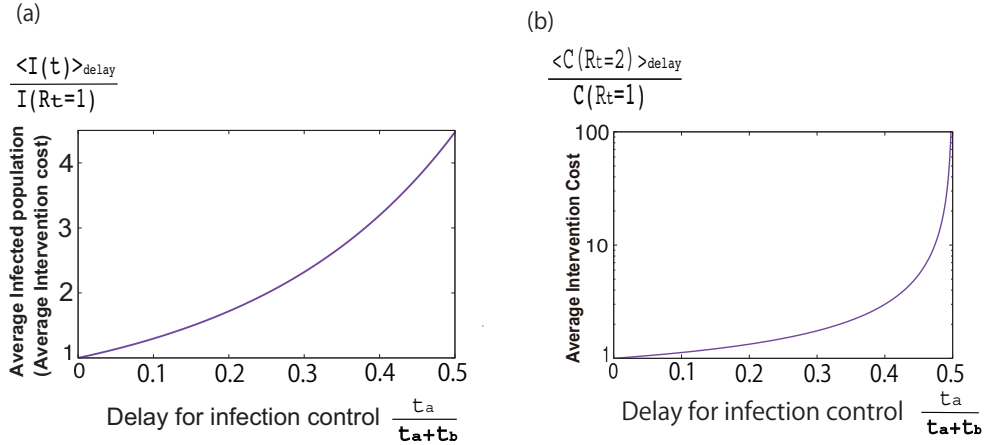 (a)
<I(t)>delay
I(Rt=1)
Average Infected population
(Average Intervention cost)
4
3
2
1
0 0.1 0.2 0.3 0.4 0.5
Delay for infection control ta
ta+tb
(b)
<C(Rt=2)>delay
C(Rt=1)
Average Intervention Cost
100
10
1
0 0.1 0.2 0.3 0.4 0.5
Delay for infection control ta
ta+tb